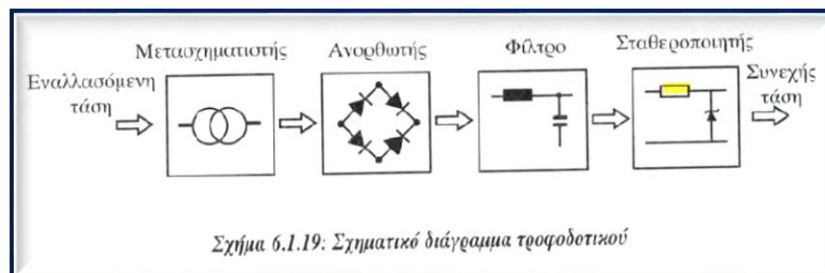 Μετασχηματιστής
Ανορθωτής
Φίλτρο
Σταθεροποιητής
Εναλλασόμενη
τάση
Συνεχής
τάση
Σχήμα 6.1.19: Σχηματικό διάγραμμα τροφοδοτικού